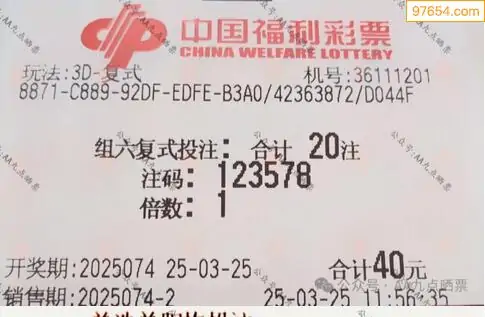 97654.com
中国福利彩票
CHINA WELFARE LOTTERY
玩法:3D-复式 机号:36111201
8871-C889-92DF-EDFE-B3A0/42363872/D044F
组六复式投注: 合计 20注
注码: 123578
倍数: 1
开奖期:2025074 25-03-25 合计40元
公众号·AA九点晒票
销售期:2025074-2 25-03-25 11:56:35